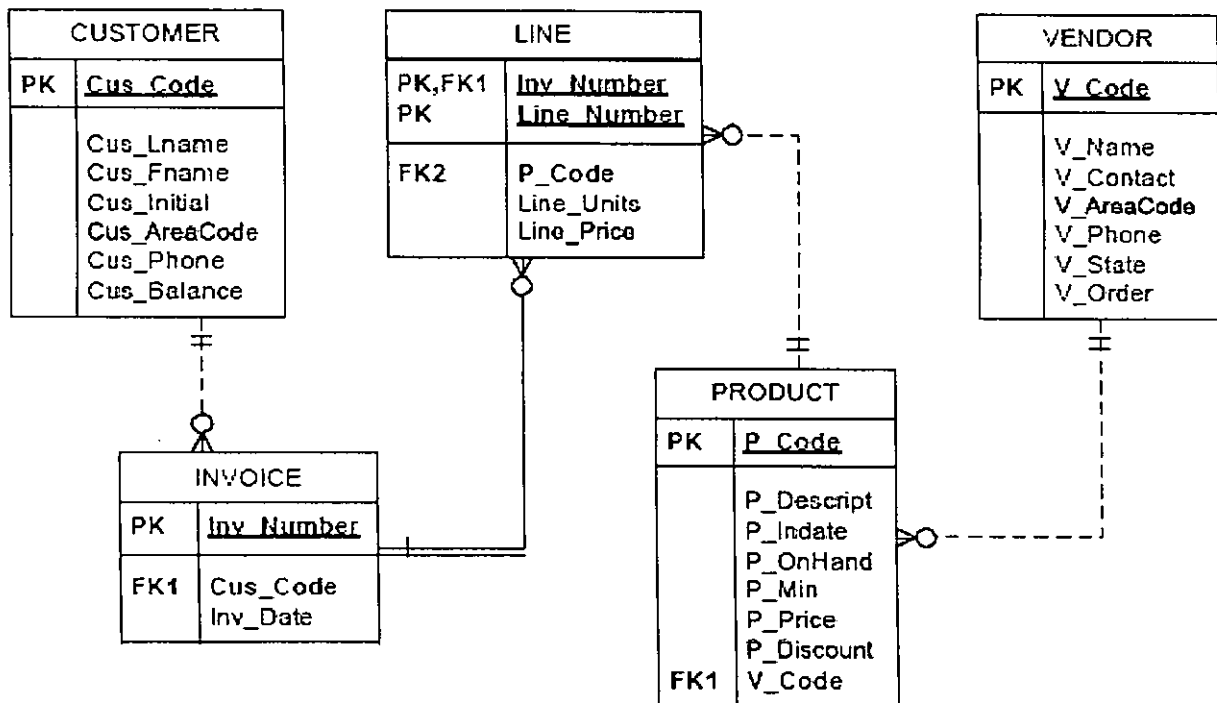 CUSTOMER
PK Cus_Code
Cus_Lname
Cus_Fname
Cus_Initial
Cus_AreaCode
Cus_Phone
Cus_Balance
LINE
PK,FK1 Inv_Number
PK Line_Number
FK2 P_Code
Line_Units
Line_Price
VENDOR
PK V_Code
V_Name
V_Contact
V_AreaCode
V_Phone
V_State
V_Order
INVOICE
PK Inv_Number
FK1 Cus_Code
Inv_Date
PRODUCT
PK P_Code
P_Descript
P_Indate
P_OnHand
P_Min
P_Price
P_Discount
FK1 V_Code